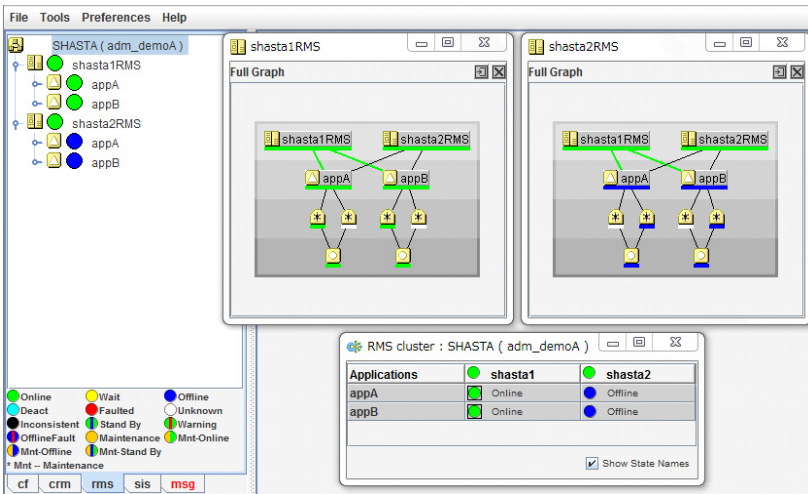 File Tools Preferences Help
SHASTA ( adm_demoA )
shasta1RMS
appA
appB
shasta2RMS
appA
appB
Online Wait Offline
Deact Faulted Unknown
Inconsistent Stand By Warning
OfflineFault Maintenance Mnt-Online
Mnt-Offline Mnt-Stand By
* Mnt -- Maintenance
cf crm rms sis msg
shasta1RMS
Full Graph
shasta1RMS shasta2RMS
appA appB
shasta2RMS
Full Graph
shasta1RMS shasta2RMS
appA appB
RMS cluster : SHASTA ( adm_demoA )
Applications shasta1 shasta2
appA Online Offline
appB Online Offline
Show State Names